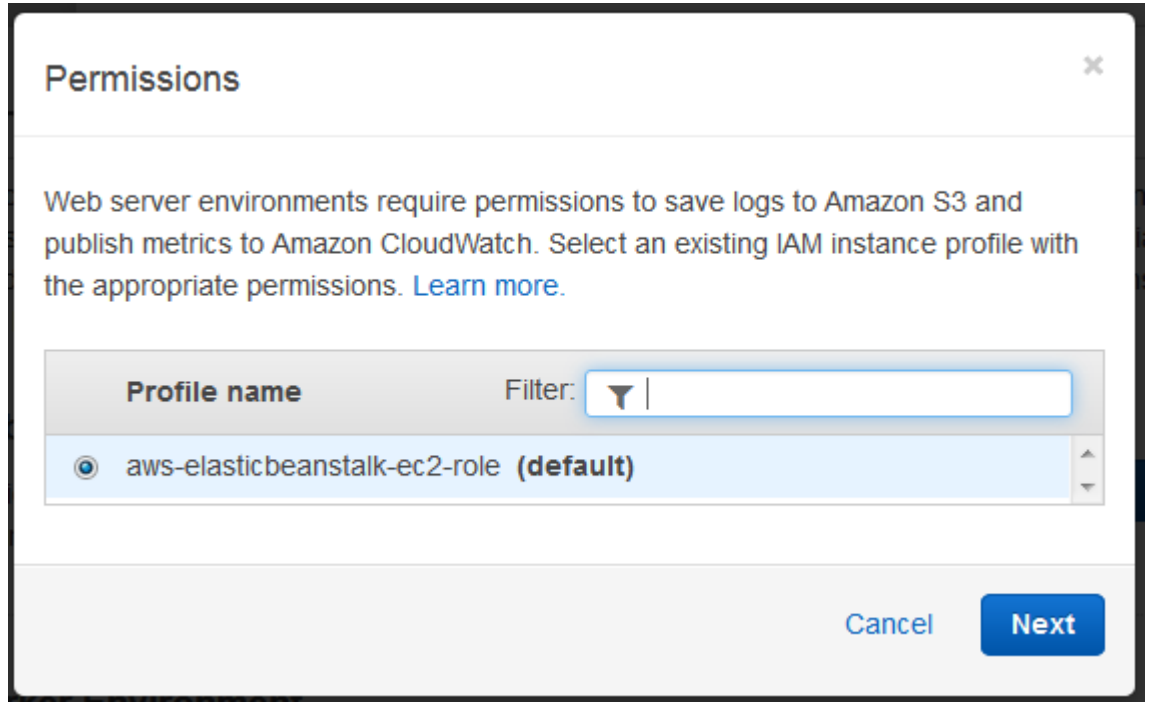 Permissions
×
Web server environments require permissions to save logs to Amazon S3 and
publish metrics to Amazon CloudWatch. Select an existing IAM instance profile with
the appropriate permissions. Learn more.
Profile name Filter:
aws-elasticbeanstalk-ec2-role (default)
Cancel Next